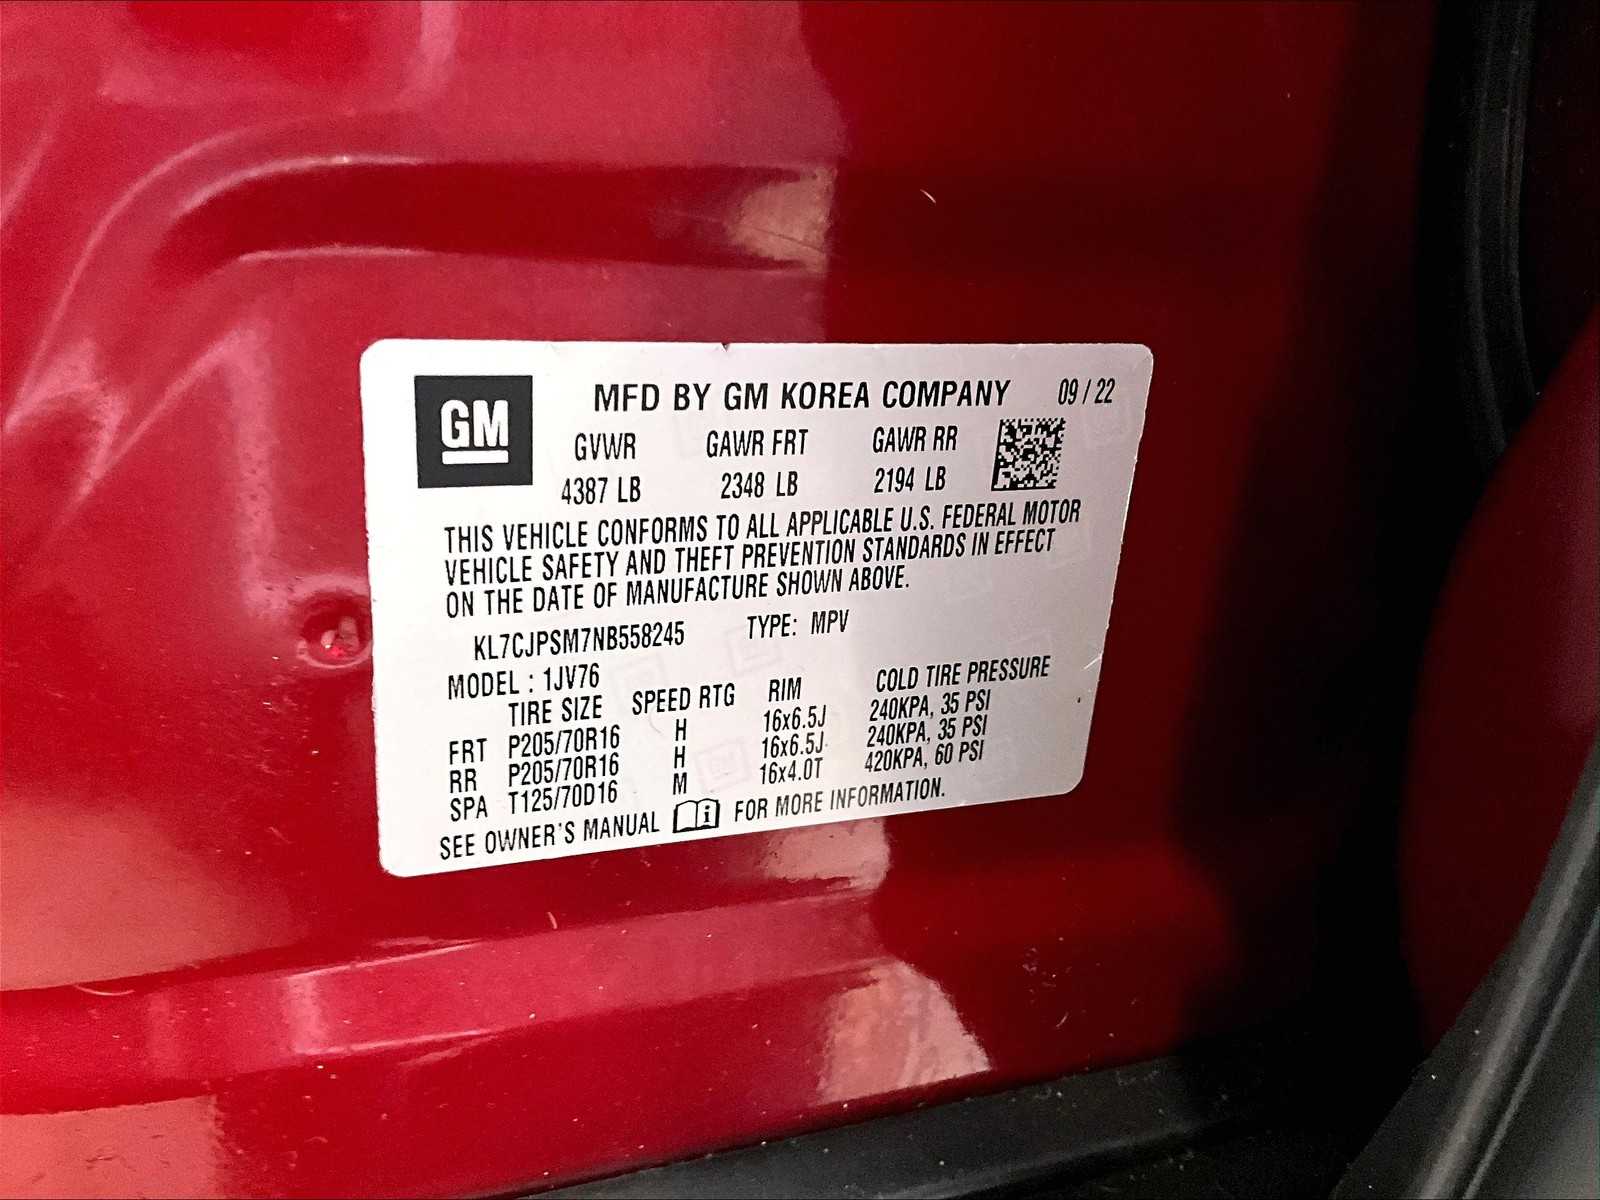 GM
MFD BY GM KOREA COMPANY 09 / 22
GVWR GAWR FRT GAWR RR
4387 LB 2348 LB 2194 LB
THIS VEHICLE CONFORMS TO ALL APPLICABLE U.S. FEDERAL MOTOR
VEHICLE SAFETY AND THEFT PREVENTION STANDARDS IN EFFECT
ON THE DATE OF MANUFACTURE SHOWN ABOVE.
KL7CJPSM7NB558245 TYPE: MPV
MODEL : 1JV76
TIRE SIZE SPEED RTG RIM COLD TIRE PRESSURE
FRT P205/70R16 H 16x6.5J 240KPA, 35 PSI
RR P205/70R16 H 16x6.5J 240KPA, 35 PSI
SPA T125/70D16 M 16x4.0T 420KPA, 60 PSI
SEE OWNER'S MANUAL FOR MORE INFORMATION.